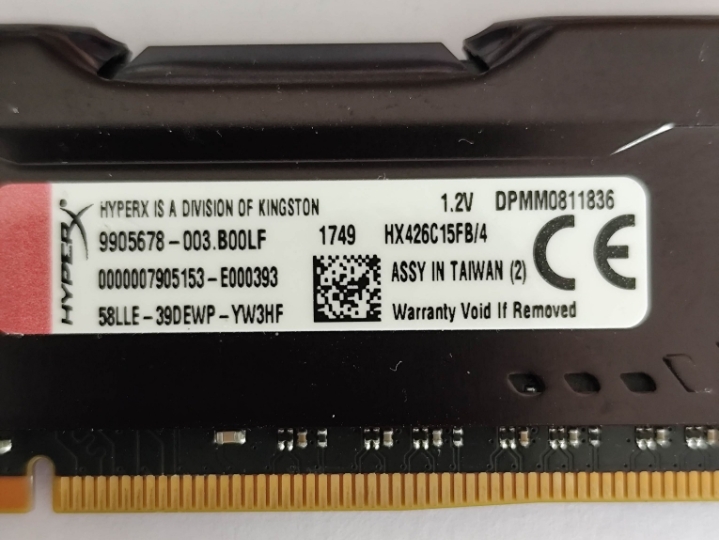 HYPERX
HYPERX IS A DIVISION OF KINGSTON 1.2V DPMM0811836
9905678-003.B00LF 1749 HX426C15FB/4
0000007905153-E000393 ASSY IN TAIWAN (2)
58LLE-39DEWP-YW3HF Warranty Void If Removed
CE